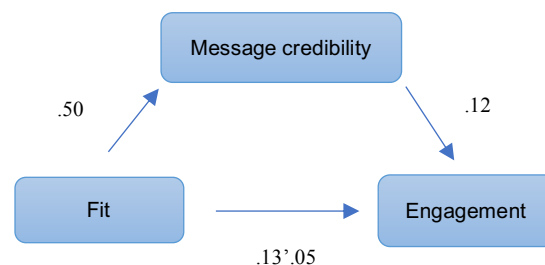 Message credibility
.50
.12
Fit
Engagement
.13’.05